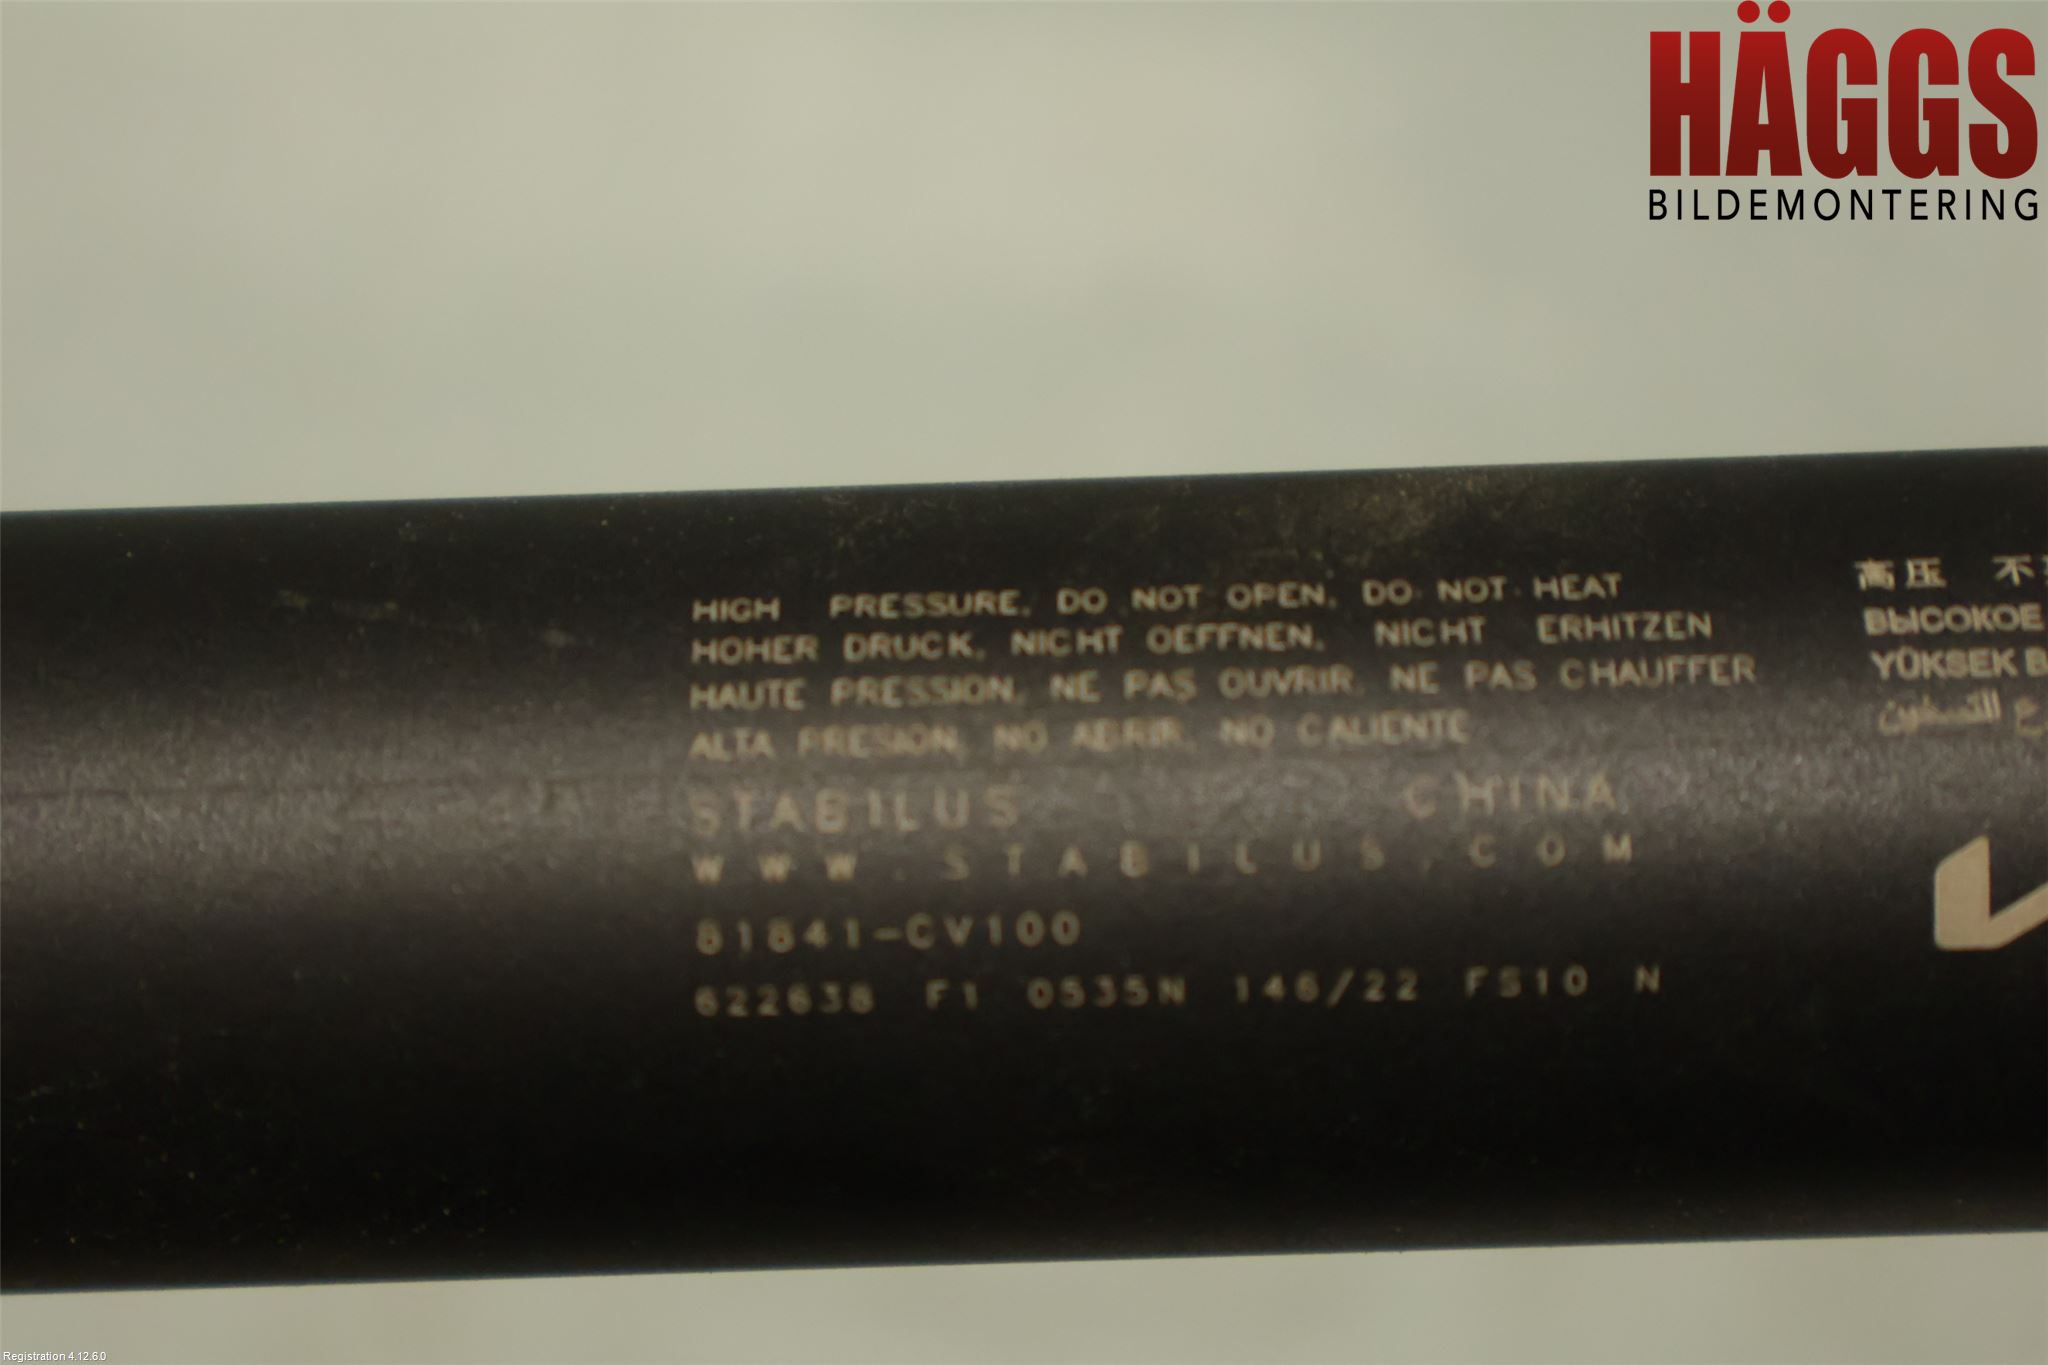 HÄGGS
BILDEMONTERING
HIGH PRESSURE, DO NOT OPEN, DO NOT HEAT
HOHER DRUCK, NICHT OEFFNEN, NICHT ERHITZEN
HAUTE PRESSION, NE PAS OUVRIR, NE PAS CHAUFFER
ALTA PRESION, NO ABRIR, NO CALIENTE
STABILUS CHINA
WWW.STABILUS.COM
81841-CV100
622638 F1 0535N 146/22 FS10 N
高压 不
ВЫСОКОЕ
YÜKSEK B
Registration 4.12.6.0